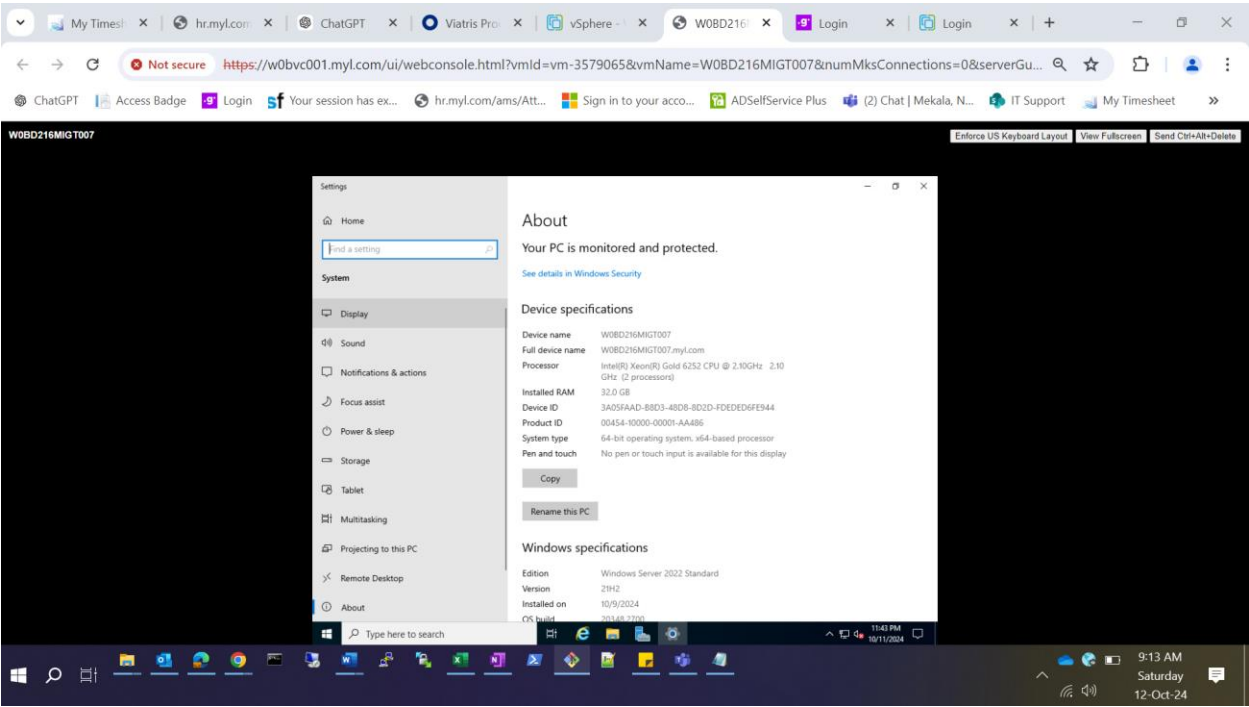 My Timesh
hr.myl.com
ChatGPT
Viatris Pro
vSphere -
W0BD216
Login
Login
Not secure
https://w0bvc001.myl.com/ui/webconsole.html?vmId=vm-3579065&vmName=W0BD216MIGT007&numMksConnections=0&serverGu...
ChatGPT
Access Badge
Login
Your session has ex...
hr.myl.com/ams/Att...
Sign in to your acco...
ADSelfService Plus
(2) Chat | Mekala, N...
IT Support
My Timesheet
W0BD216MIGT007
Enforce US Keyboard Layout
View Fullscreen
Send Ctrl+Alt+Delete
Settings
Home
Find a setting
System
Display
Sound
Notifications & actions
Focus assist
Power & sleep
Storage
Tablet
Multitasking
Projecting to this PC
Remote Desktop
About
About
Your PC is monitored and protected.
See details in Windows Security
Device specifications
Device name W0BD216MIGT007
Full device name W0BD216MIGT007.myl.com
Processor Intel(R) Xeon(R) Gold 6252 CPU @ 2.10GHz 2.10
GHz (2 processors)
Installed RAM 32.0 GB
Device ID 3A05FAAD-B8D3-48DB-8D2D-FDEDED6FE944
Product ID 00454-10000-00001-AA486
System type 64-bit operating system, x64-based processor
Pen and touch No pen or touch input is available for this display
Copy
Rename this PC
Windows specifications
Edition Windows Server 2022 Standard
Version 21H2
Installed on 10/9/2024
OS build 20348.2700
Type here to search
11:43 PM
10/11/2024
9:13 AM
Saturday
12-Oct-24